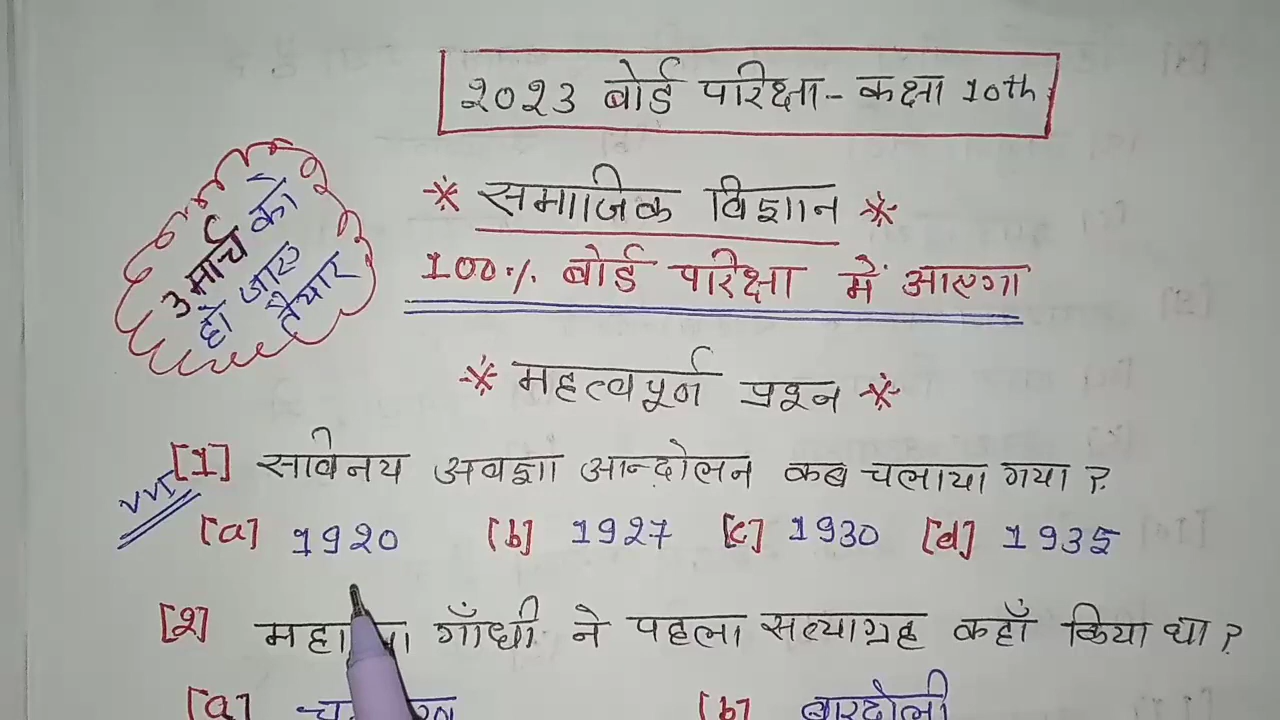 2023 बोर्ड परिक्षा - कक्षा 10th
3 मार्च को
हो जाए
तैयार
* समाजिक विज्ञान *
100% बोर्ड परिक्षा में आएगा
* महत्वपूर्ण प्रश्न *
VVI
[1] सविनय अवज्ञा आन्दोलन कब चलाया गया ?
[a] 1920 [b] 1927 [c] 1930 [d] 1935
[2] गाँधी ने पहला सत्याग्रह कहाँ किया था ?
[a] [b] बारदोली